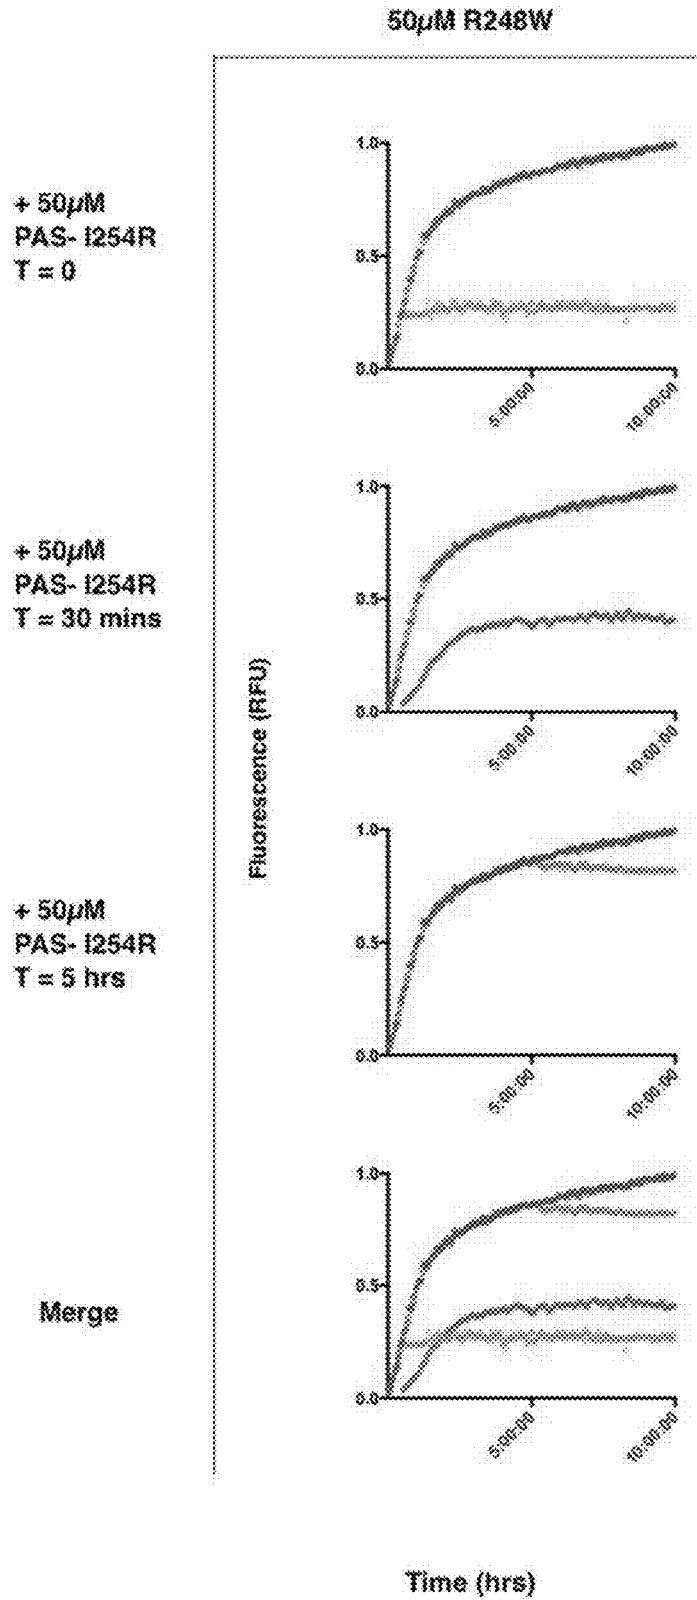 50µM R248W
+ 50µM
PAS- I254R
T = 0
1.0
0.5
0.0
5:00:00
10:00:00
+ 50µM
PAS- I254R
T = 30 mins
1.0
0.5
0.0
5:00:00
10:00:00
Fluorescence (RFU)
+ 50µM
PAS- I254R
T = 5 hrs
1.0
0.5
0.0
5:00:00
10:00:00
Merge
1.0
0.5
0.0
5:00:00
10:00:00
Time (hrs)